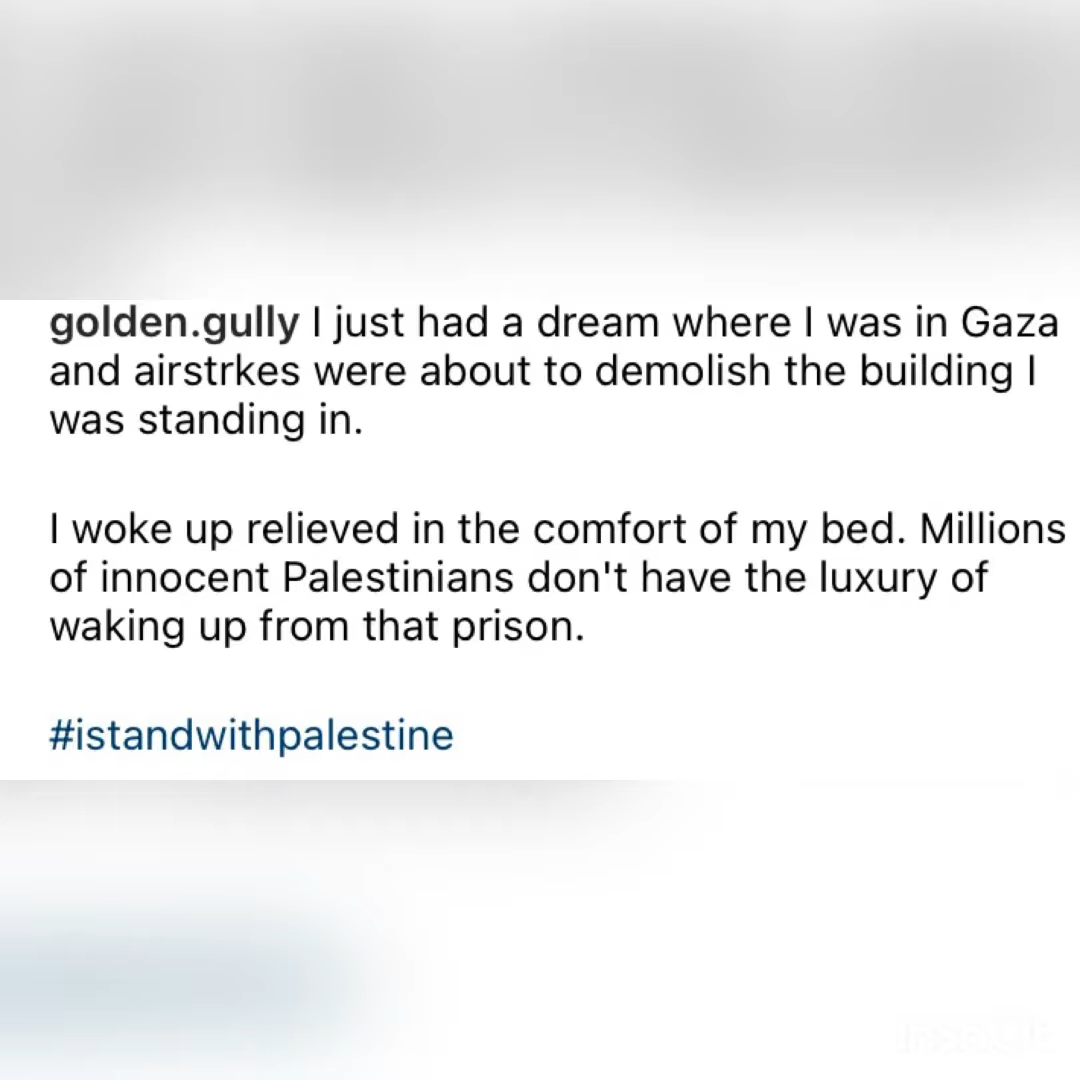 golden.gully I just had a dream where I was in Gaza
and airstrkes were about to demolish the building I
was standing in.
I woke up relieved in the comfort of my bed. Millions
of innocent Palestinians don't have the luxury of
waking up from that prison.
#istandwithpalestine